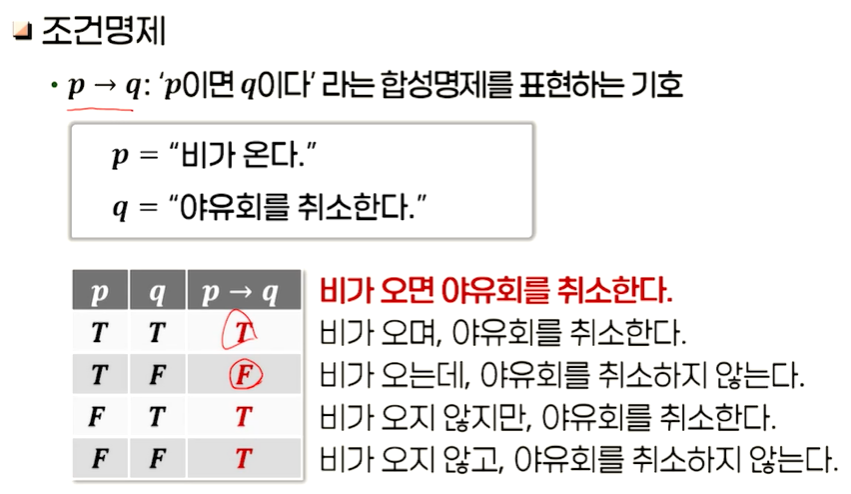 조건명제
• p → q: ‘p이면 q이다’ 라는 합성명제를 표현하는 기호
p = “비가 온다.”
q = “야유회를 취소한다.”
p q p → q 비가 오면 야유회를 취소한다.
T T T 비가 오며, 야유회를 취소한다.
T F F 비가 오는데, 야유회를 취소하지 않는다.
F T T 비가 오지 않지만, 야유회를 취소한다.
F F T 비가 오지 않고, 야유회를 취소하지 않는다.